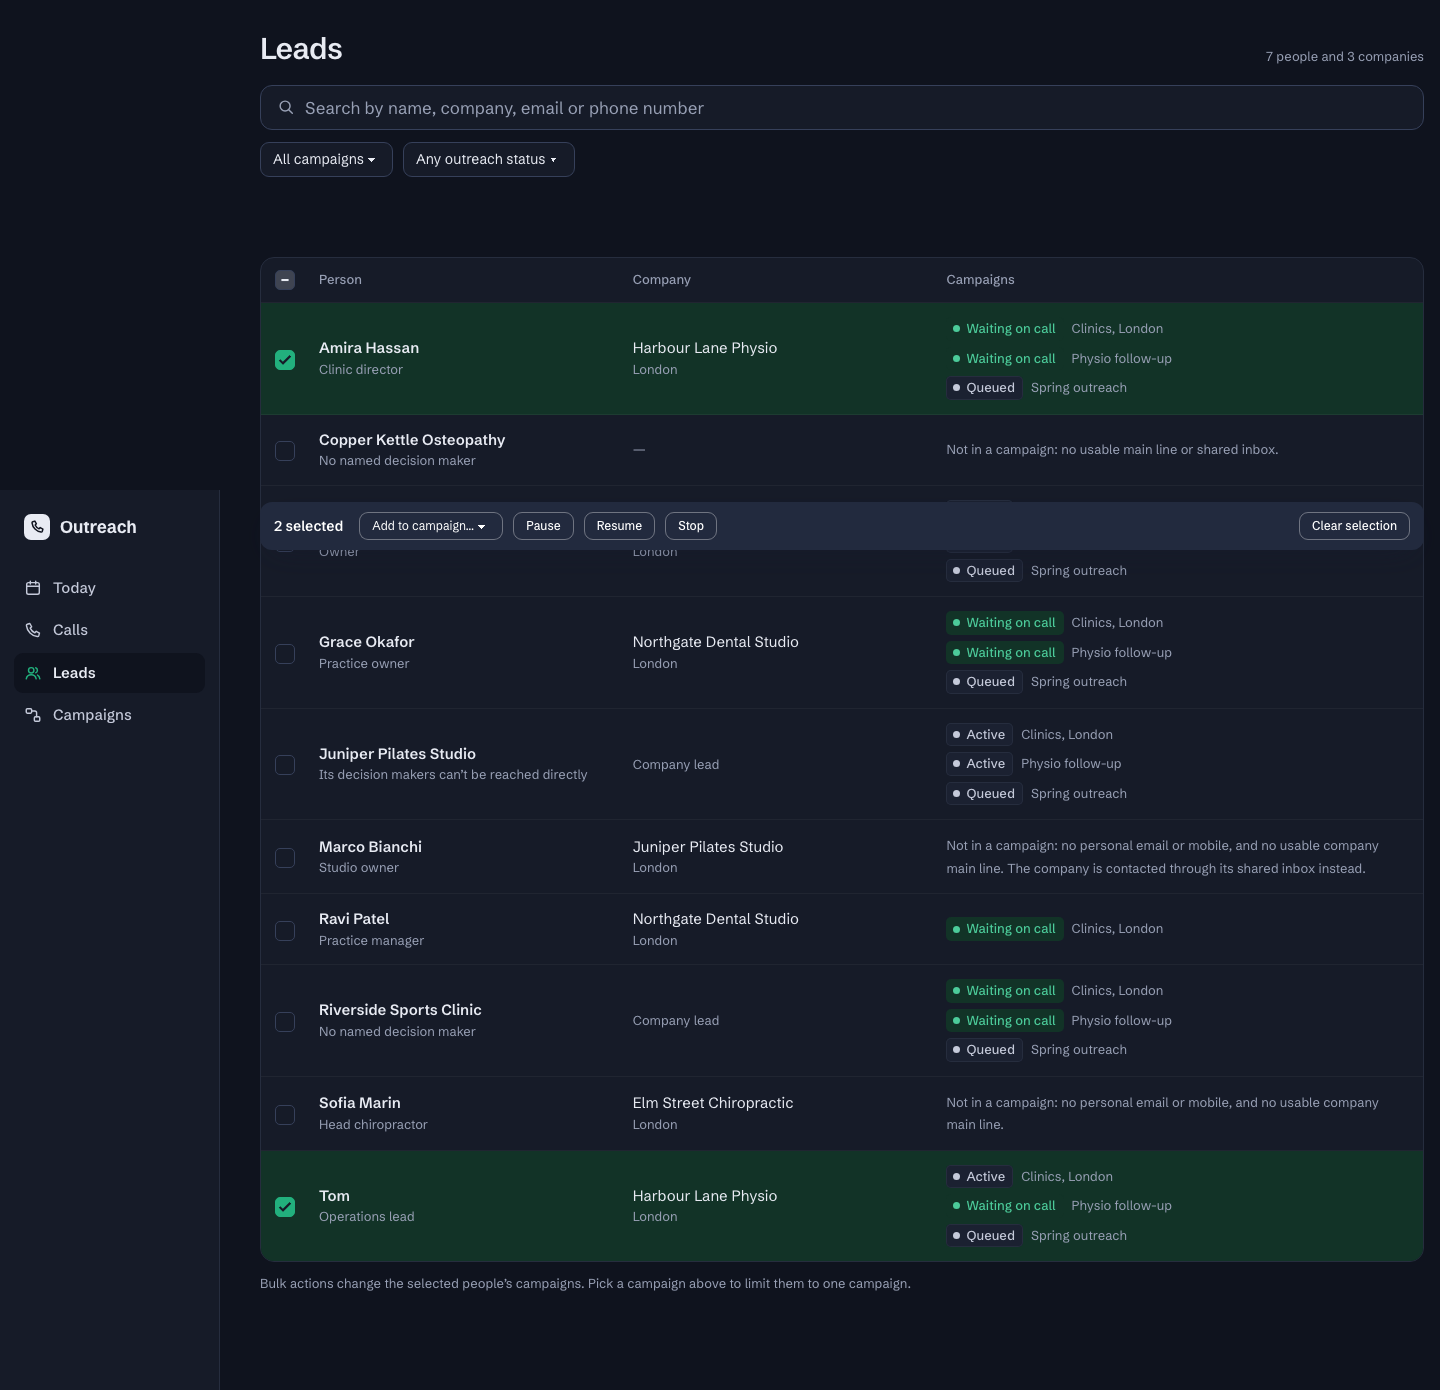 Leads
7 people and 3 companies
Search by name, company, email or phone number
All campaigns
Any outreach status
Person Company Campaigns
Amira Hassan
Clinic director
Harbour Lane Physio
London
Waiting on call Clinics, London
Waiting on call Physio follow-up
Queued Spring outreach
Copper Kettle Osteopathy
No named decision maker
—
Not in a campaign: no usable main line or shared inbox.
2 selected Add to campaign... Pause Resume Stop Clear selection
Owner
London
Queued Spring outreach
Grace Okafor
Practice owner
Northgate Dental Studio
London
Waiting on call Clinics, London
Waiting on call Physio follow-up
Queued Spring outreach
Juniper Pilates Studio
Its decision makers can’t be reached directly
Company lead
Active Clinics, London
Active Physio follow-up
Queued Spring outreach
Marco Bianchi
Studio owner
Juniper Pilates Studio
London
Not in a campaign: no personal email or mobile, and no usable company
main line. The company is contacted through its shared inbox instead.
Ravi Patel
Practice manager
Northgate Dental Studio
London
Waiting on call Clinics, London
Riverside Sports Clinic
No named decision maker
Company lead
Waiting on call Clinics, London
Waiting on call Physio follow-up
Queued Spring outreach
Sofia Marin
Head chiropractor
Elm Street Chiropractic
London
Not in a campaign: no personal email or mobile, and no usable company
main line.
Tom
Operations lead
Harbour Lane Physio
London
Active Clinics, London
Waiting on call Physio follow-up
Queued Spring outreach
Bulk actions change the selected people’s campaigns. Pick a campaign above to limit them to one campaign.
Outreach
Today
Calls
Leads
Campaigns